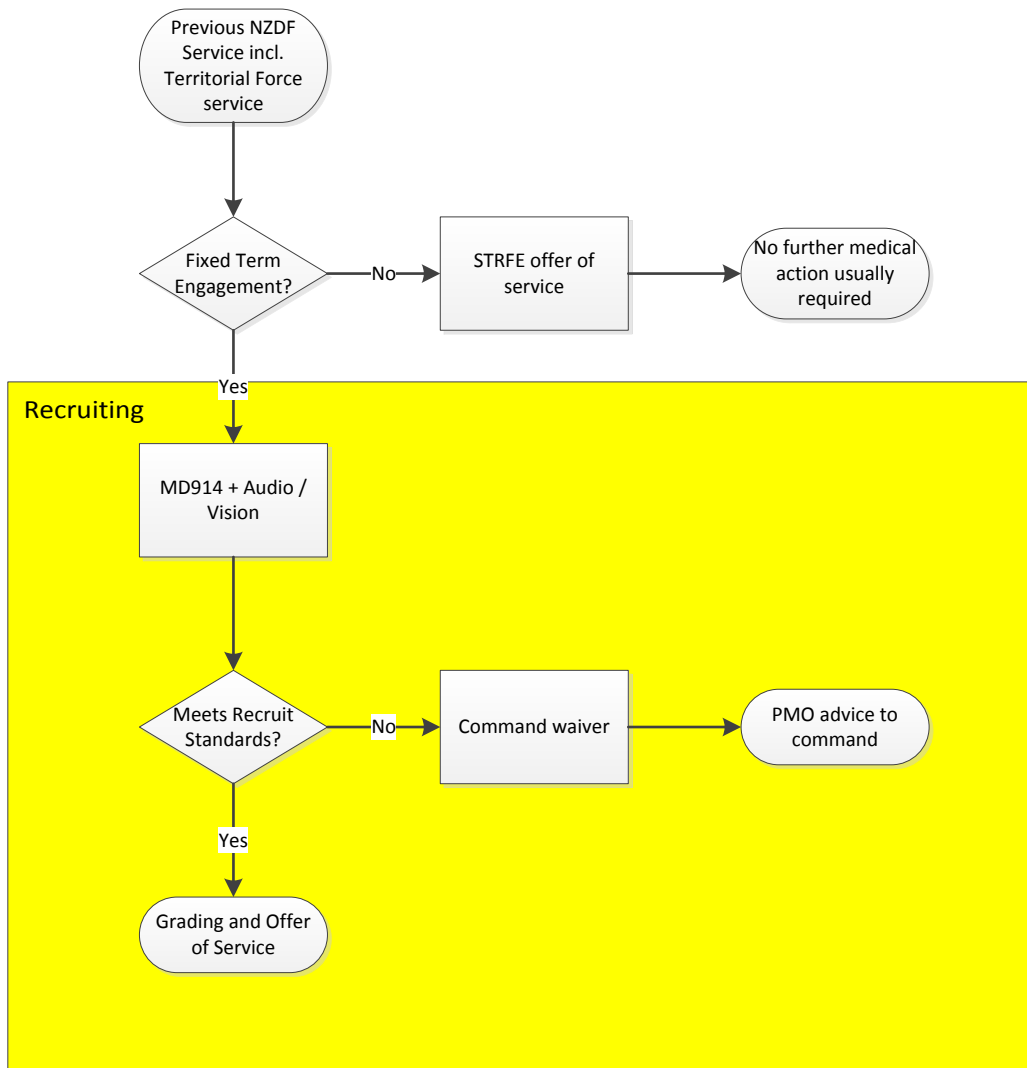 Previous NZDF
Service incl.
Territorial Force
service
Fixed Term
Engagement?
No
STRFE offer of
service
No further medical
action usually
required
Yes
Recruiting
MD914 + Audio /
Vision
Meets Recruit
Standards?
No
Command waiver
PMO advice to
command
Yes
Grading and Offer
of Service